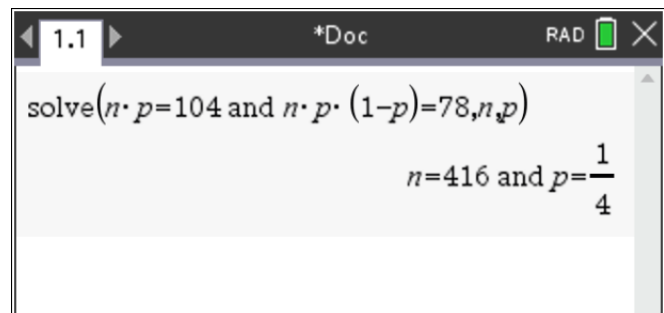 1.1 *Doc RAD
solve(n·p=104 and n·p·(1−p)=78,n,p)
n=416 and p=1/4